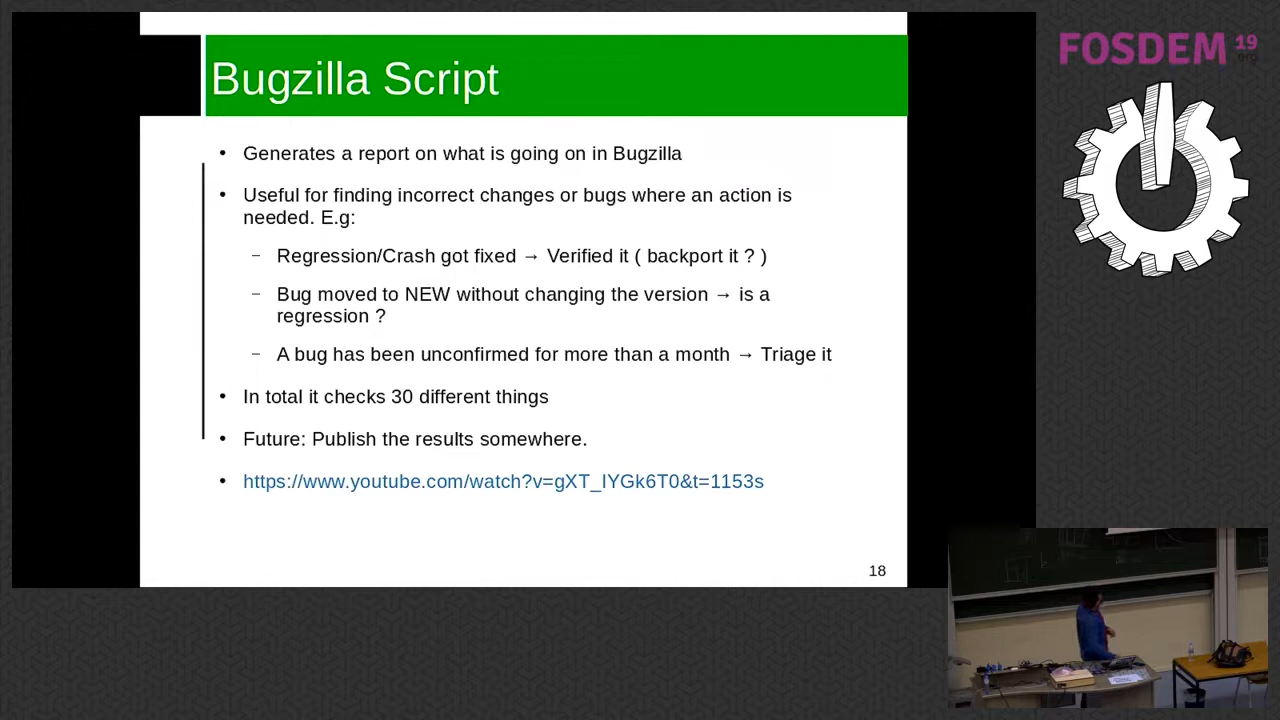 Bugzilla Script
• Generates a report on what is going on in Bugzilla
• Useful for finding incorrect changes or bugs where an action is
needed. E.g:
– Regression/Crash got fixed → Verified it ( backport it ? )
– Bug moved to NEW without changing the version → is a
regression ?
– A bug has been unconfirmed for more than a month → Triage it
• In total it checks 30 different things
• Future: Publish the results somewhere.
• https://www.youtube.com/watch?v=gXT_IYGk6T0&t=1153s
18
FOSDEM 19
.org